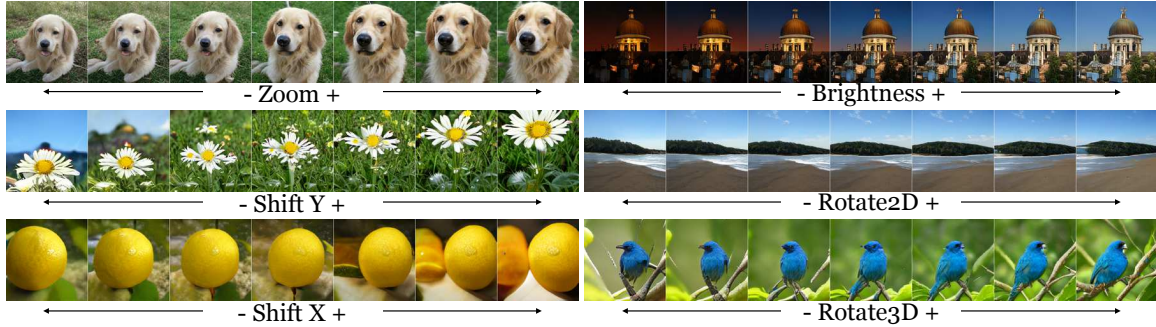 - Zoom +
- Brightness +
- Shift Y +
- Rotate2D +
- Shift X +
- Rotate3D +